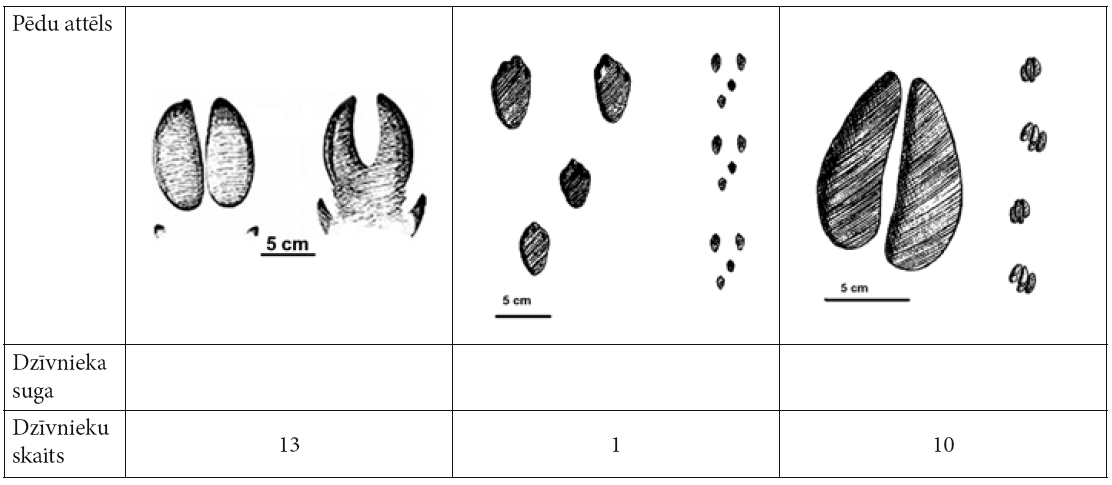 Pēdu attēls
5 cm
5 cm
5 cm
Dzīvnieka
suga
Dzīvnieku
skaits
13
1
10